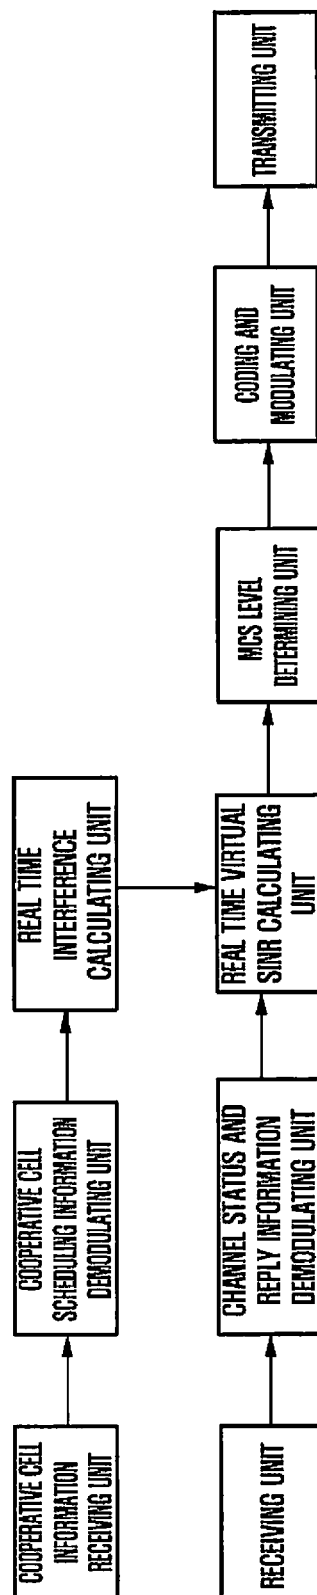 COOPERATIVE CELL
INFORMATION
RECEIVING UNIT
COOPERATIVE CELL
SCHEDULING INFORMATION
DEMODULATING UNIT
REAL TIME
INTERFERENCE
CALCULATING UNIT
RECEIVING UNIT
CHANNEL STATUS AND
REPLY INFORMATION
DEMODULATING UNIT
REAL TIME VIRTUAL
SINR CALCULATING
UNIT
MCS LEVEL
DETERMINING UNIT
CODING AND
MODULATING UNIT
TRANSMITTING UNIT